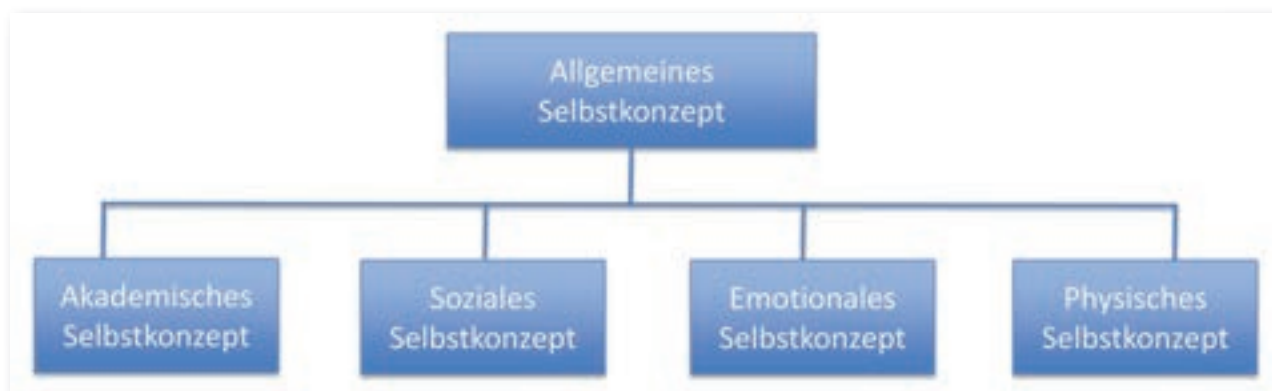 Allgemeines
Selbstkonzept
Akademisches
Selbstkonzept
Soziales
Selbstkonzept
Emotionales
Selbstkonzept
Physisches
Selbstkonzept